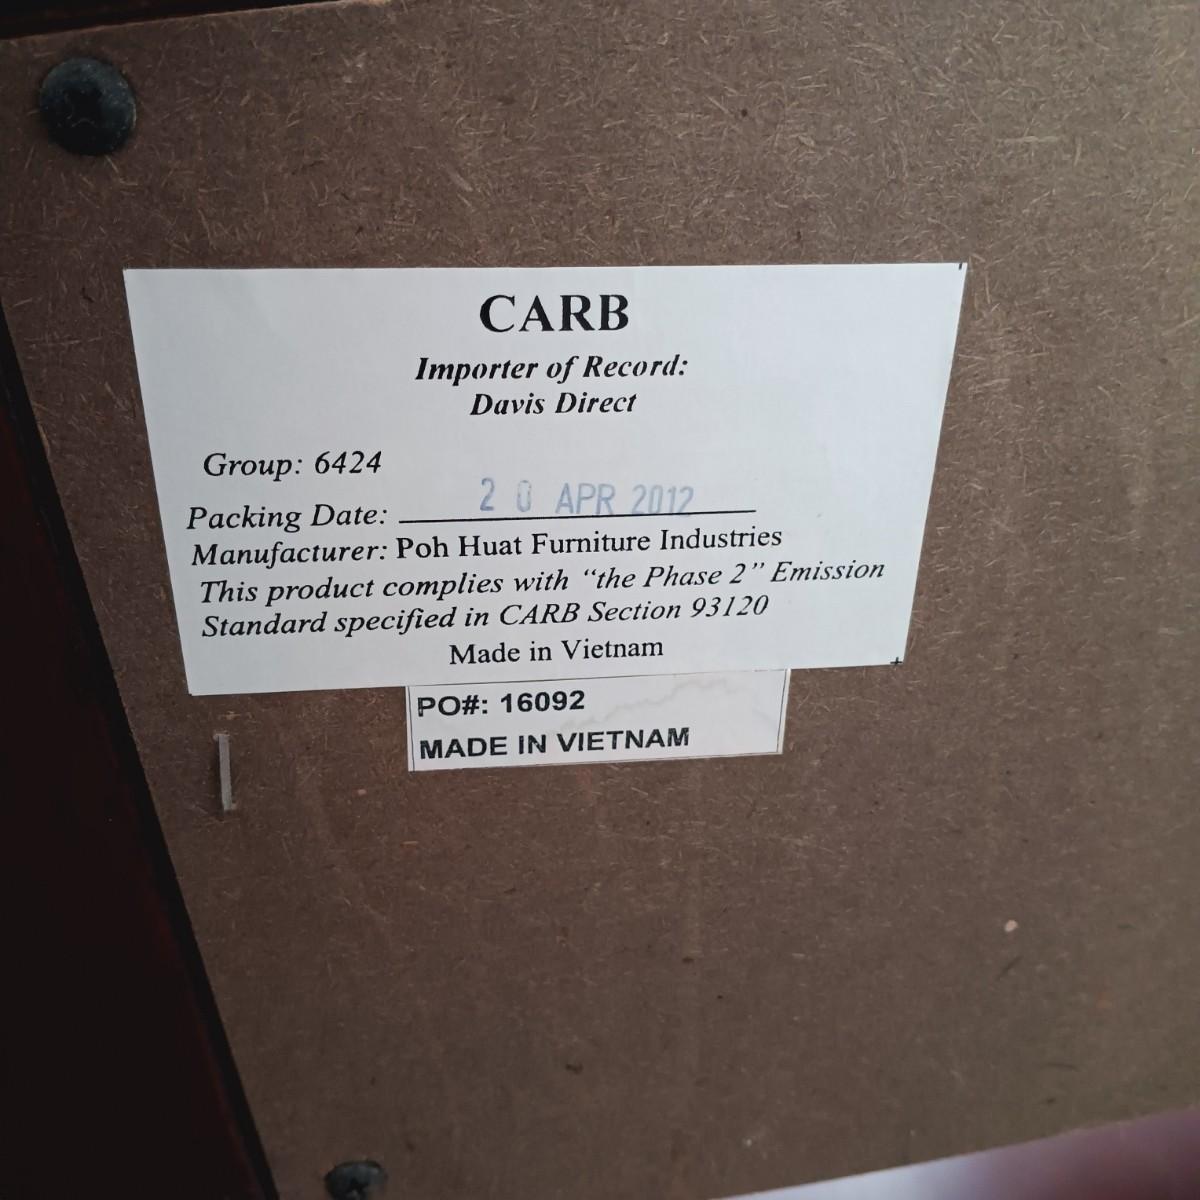 CARB
Importer of Record:
Davis Direct
Group: 6424
Packing Date: 20 APR 2012
Manufacturer: Poh Huat Furniture Industries
This product complies with “the Phase 2” Emission
Standard specified in CARB Section 93120
Made in Vietnam
PO#: 16092
MADE IN VIETNAM